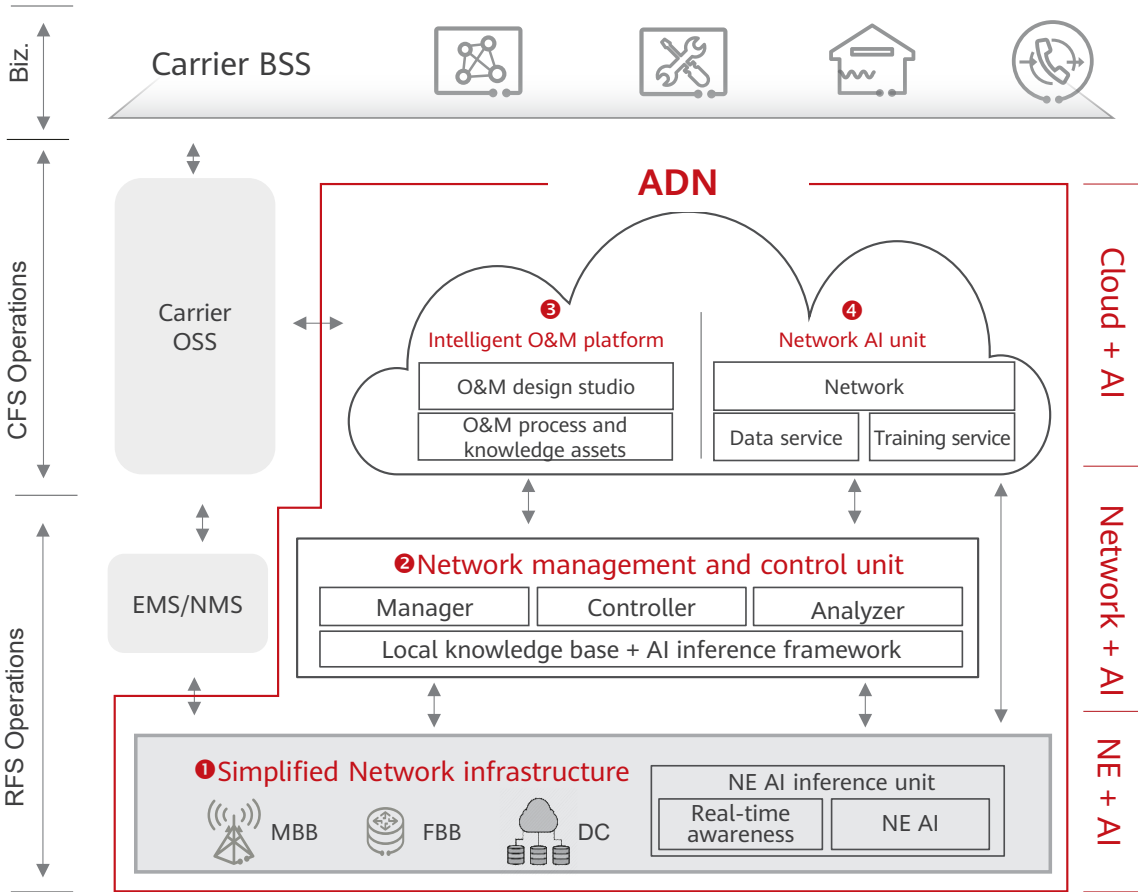 Biz.
Carrier BSS
CFS Operations
ADN
Cloud + AI
Carrier
OSS
❸
Intelligent O&M platform
O&M design studio
O&M process and
knowledge assets
❹
Network AI unit
Network
Data service
Training service
RFS Operations
EMS/NMS
❷Network management and control unit
Manager
Controller
Analyzer
Local knowledge base + AI inference framework
Network + AI
❶Simplified Network infrastructure
MBB
FBB
DC
NE AI inference unit
Real-time
awareness
NE AI
NE + AI